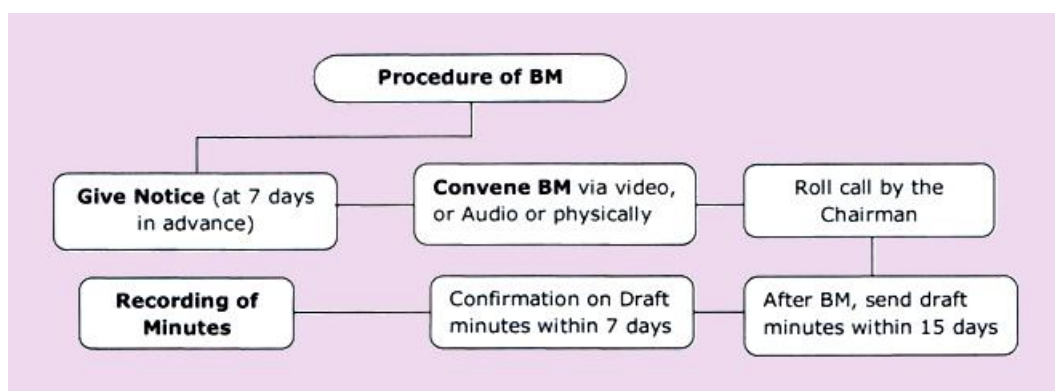 Procedure of BM
Give Notice (at 7 days
in advance)
Convene BM via video,
or Audio or physically
Roll call by the
Chairman
After BM, send draft
minutes within 15 days
Confirmation on Draft
minutes within 7 days
Recording of
Minutes